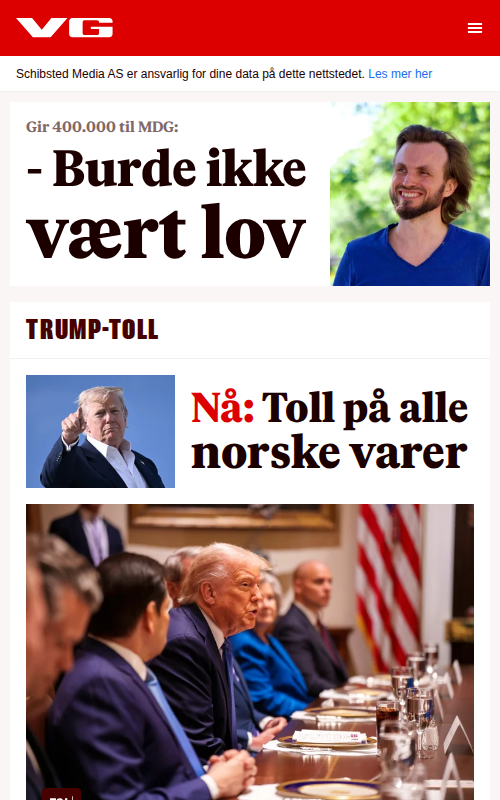 VG
Schibsted Media AS er ansvarlig for dine data på dette nettstedet. Les mer her
Gir 400.000 til MDG:
- Burde ikke
vært lov
TRUMP-TOLL
Nå: Toll på alle
norske varer